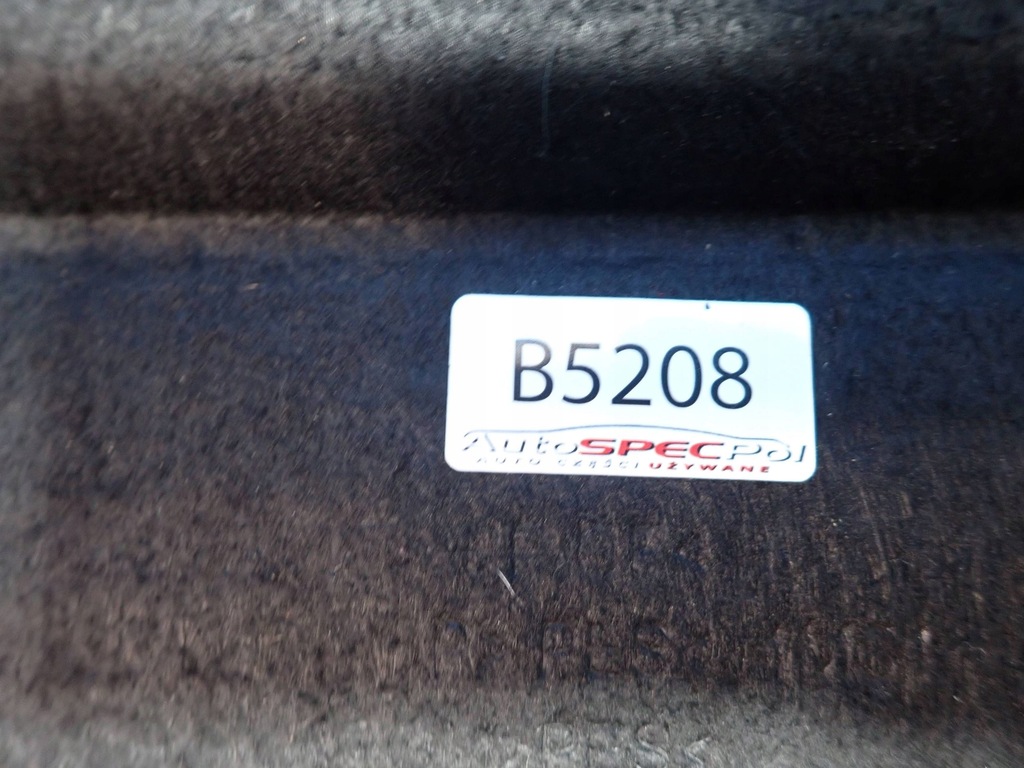 B5208
AutoSPECPol
AUTO CZĘŚCI UŻYWANE